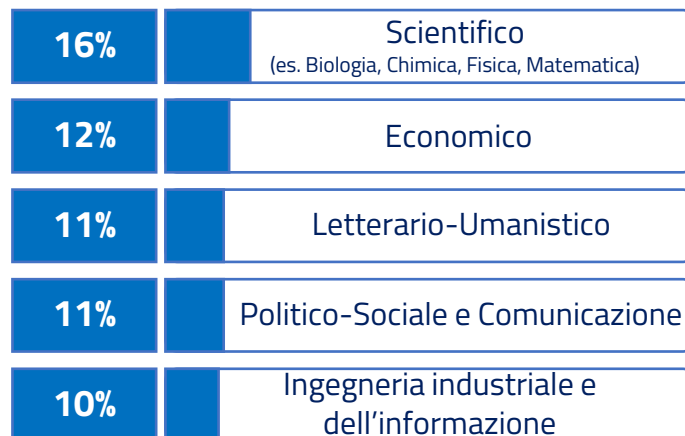 16%
Scientifico
(es. Biologia, Chimica, Fisica, Matematica)
12%
Economico
11%
Letterario-Umanistico
11%
Politico-Sociale e Comunicazione
10%
Ingegneria industriale e
dell’informazione